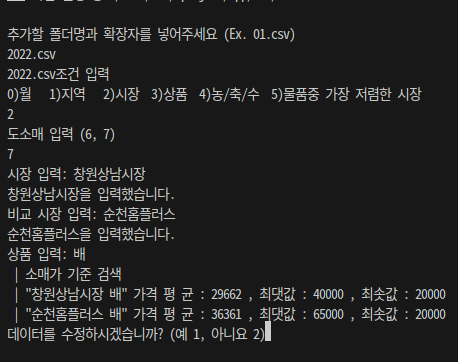 추가할 폴더명과 확장자를 넣어주세요 (Ex. 01.csv)
2022.csv
2022.csv조건 입력
0)월 1)지역 2)시장 3)상품 4)농/축/수 5)물품중 가장 저렴한 시장
2
도소매 입력 (6, 7)
7
시장 입력: 창원상남시장
창원상남시장을 입력했습니다.
비교 시장 입력: 순천홈플러스
순천홈플러스을 입력했습니다.
상품 입력: 배
| 소매가 기준 검색
| "창원상남시장 배" 가격 평 균 : 29662 , 최댓값 : 40000 , 최솟값 : 20000
| "순천홈플러스 배" 가격 평 균 : 36361 , 최댓값 : 65000 , 최솟값 : 20000
데이터를 수정하시겠습니까? (예 1, 아니요 2)